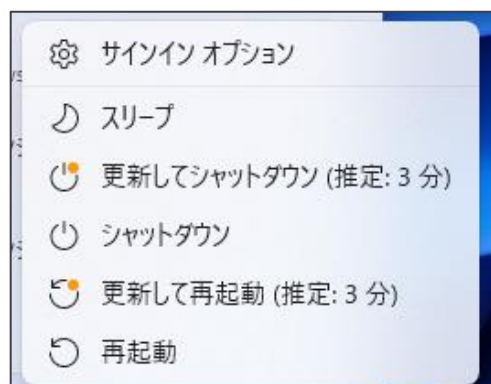 サインイン オプション
スリープ
更新してシャットダウン (推定: 3 分)
シャットダウン
更新して再起動 (推定: 3 分)
再起動